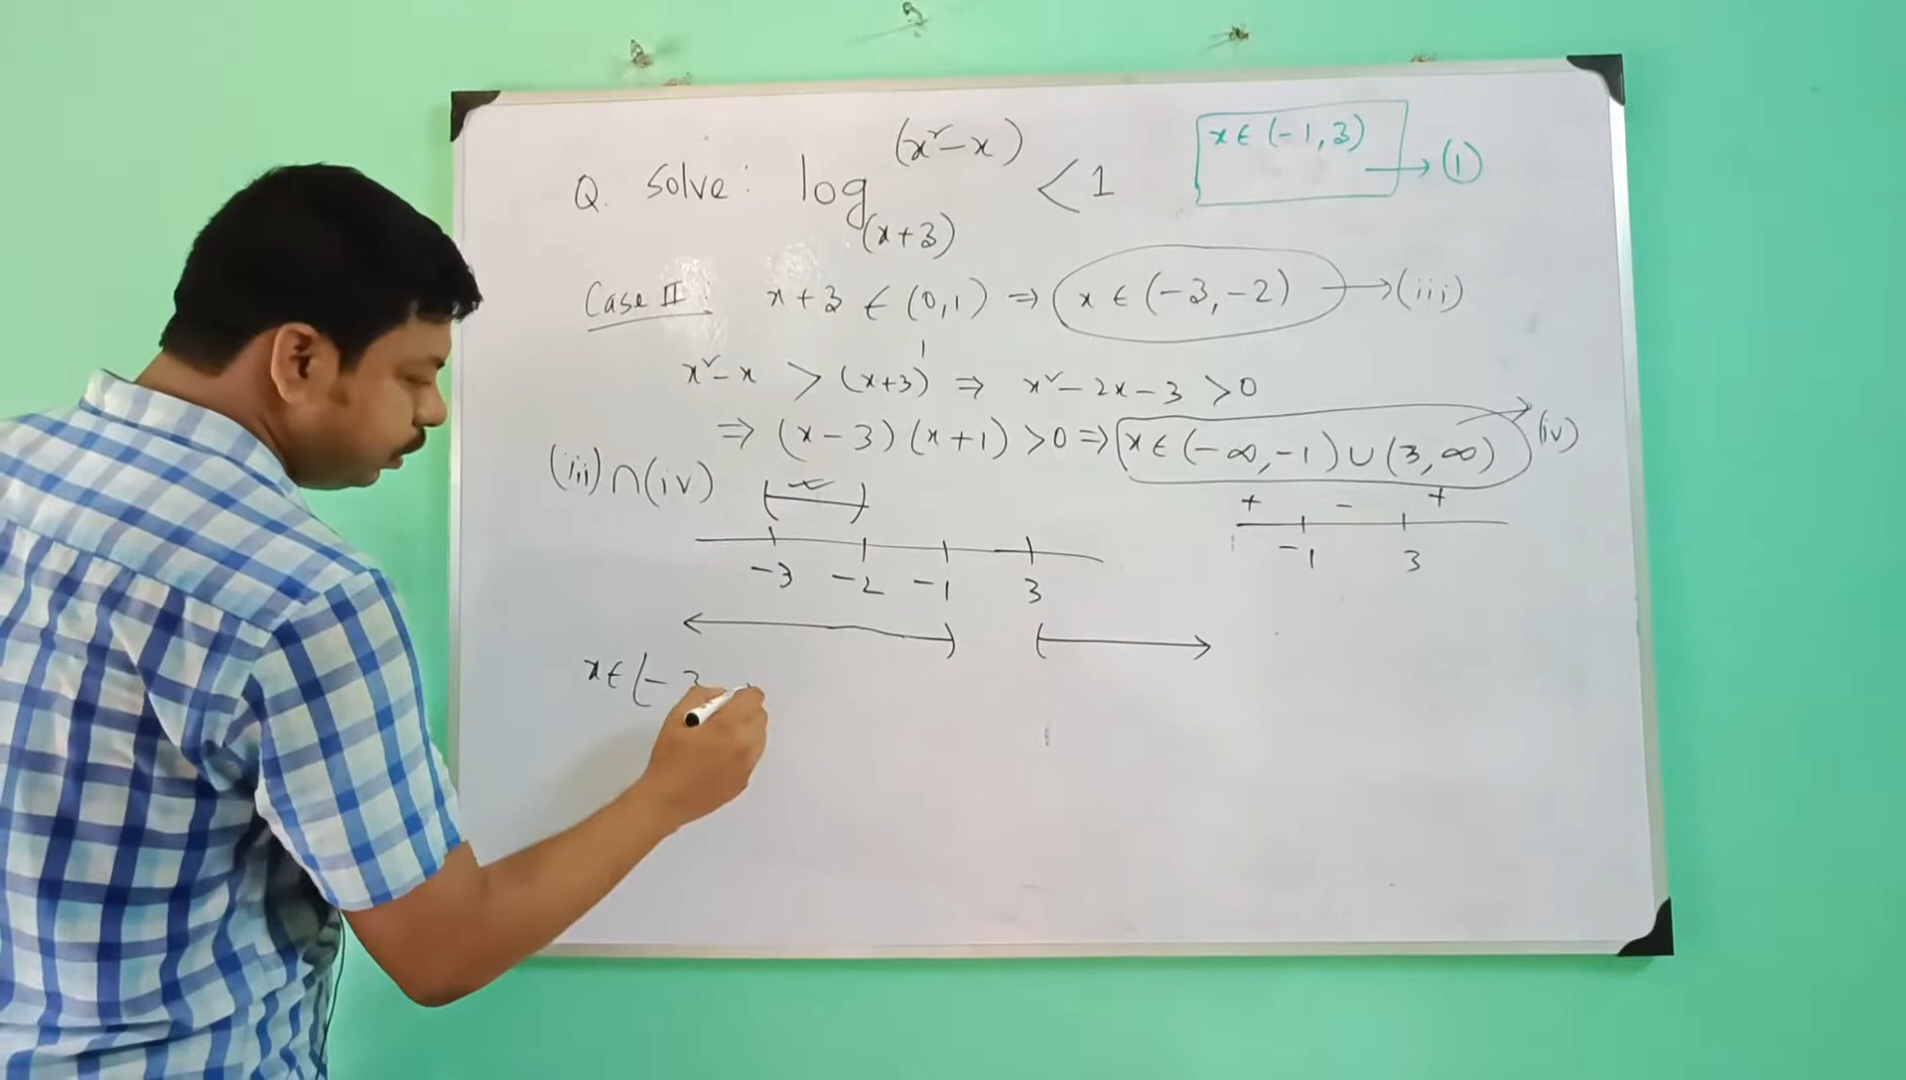 Q. Solve: log_(x+3) (x²-x) < 1
x ∈ (-1, 3) → (1)
Case II: x + 3 ∈ (0, 1) ⇒ x ∈ (-3, -2) → (iii)
x² - x > (x+3)^1 ⇒ x² - 2x - 3 > 0
⇒ (x - 3) (x + 1) > 0 ⇒ x ∈ (-∞, -1) ∪ (3, ∞) (iv)
(iii) ∩ (iv)
+ - +
-1 3
-3 -2 -1 3
x ∈ (-3